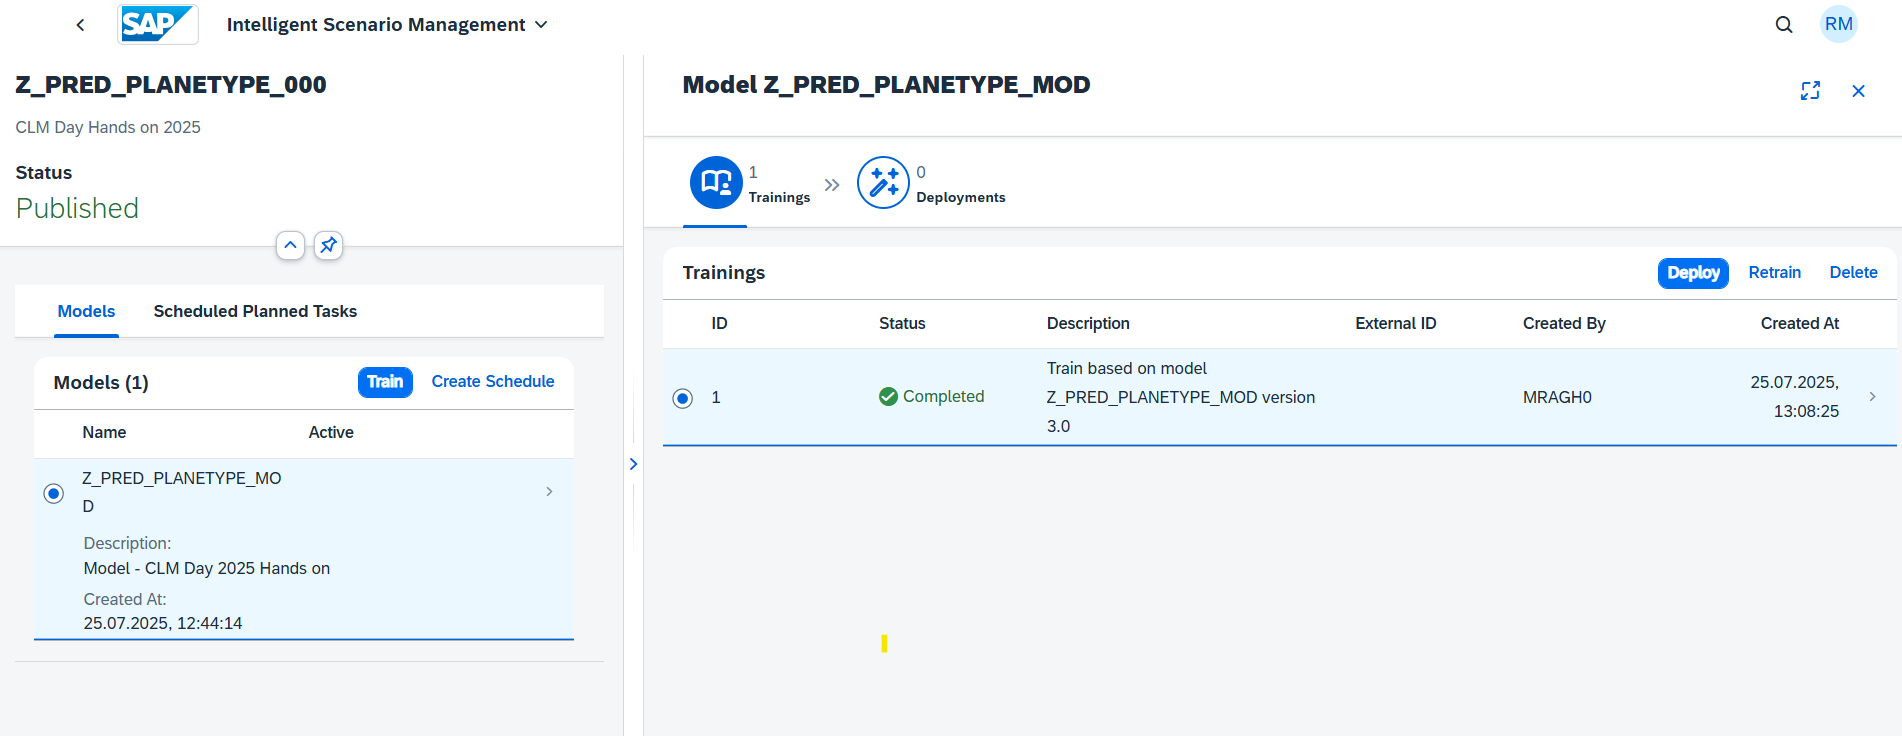 SAP
Intelligent Scenario Management
RM
Z_PRED_PLANETYPE_000
CLM Day Hands on 2025
Status
Published
Models
Scheduled Planned Tasks
Models (1)
Train
Create Schedule
Name
Active
Z_PRED_PLANETYPE_MO
D
Description:
Model - CLM Day 2025 Hands on
Created At:
25.07.2025, 12:44:14
Model Z_PRED_PLANETYPE_MOD
1
Trainings
0
Deployments
Trainings
Deploy
Retrain
Delete
ID
Status
Description
External ID
Created By
Created At
1
Completed
Train based on model
Z_PRED_PLANETYPE_MOD version
3.0
MRAGH0
25.07.2025,
13:08:25